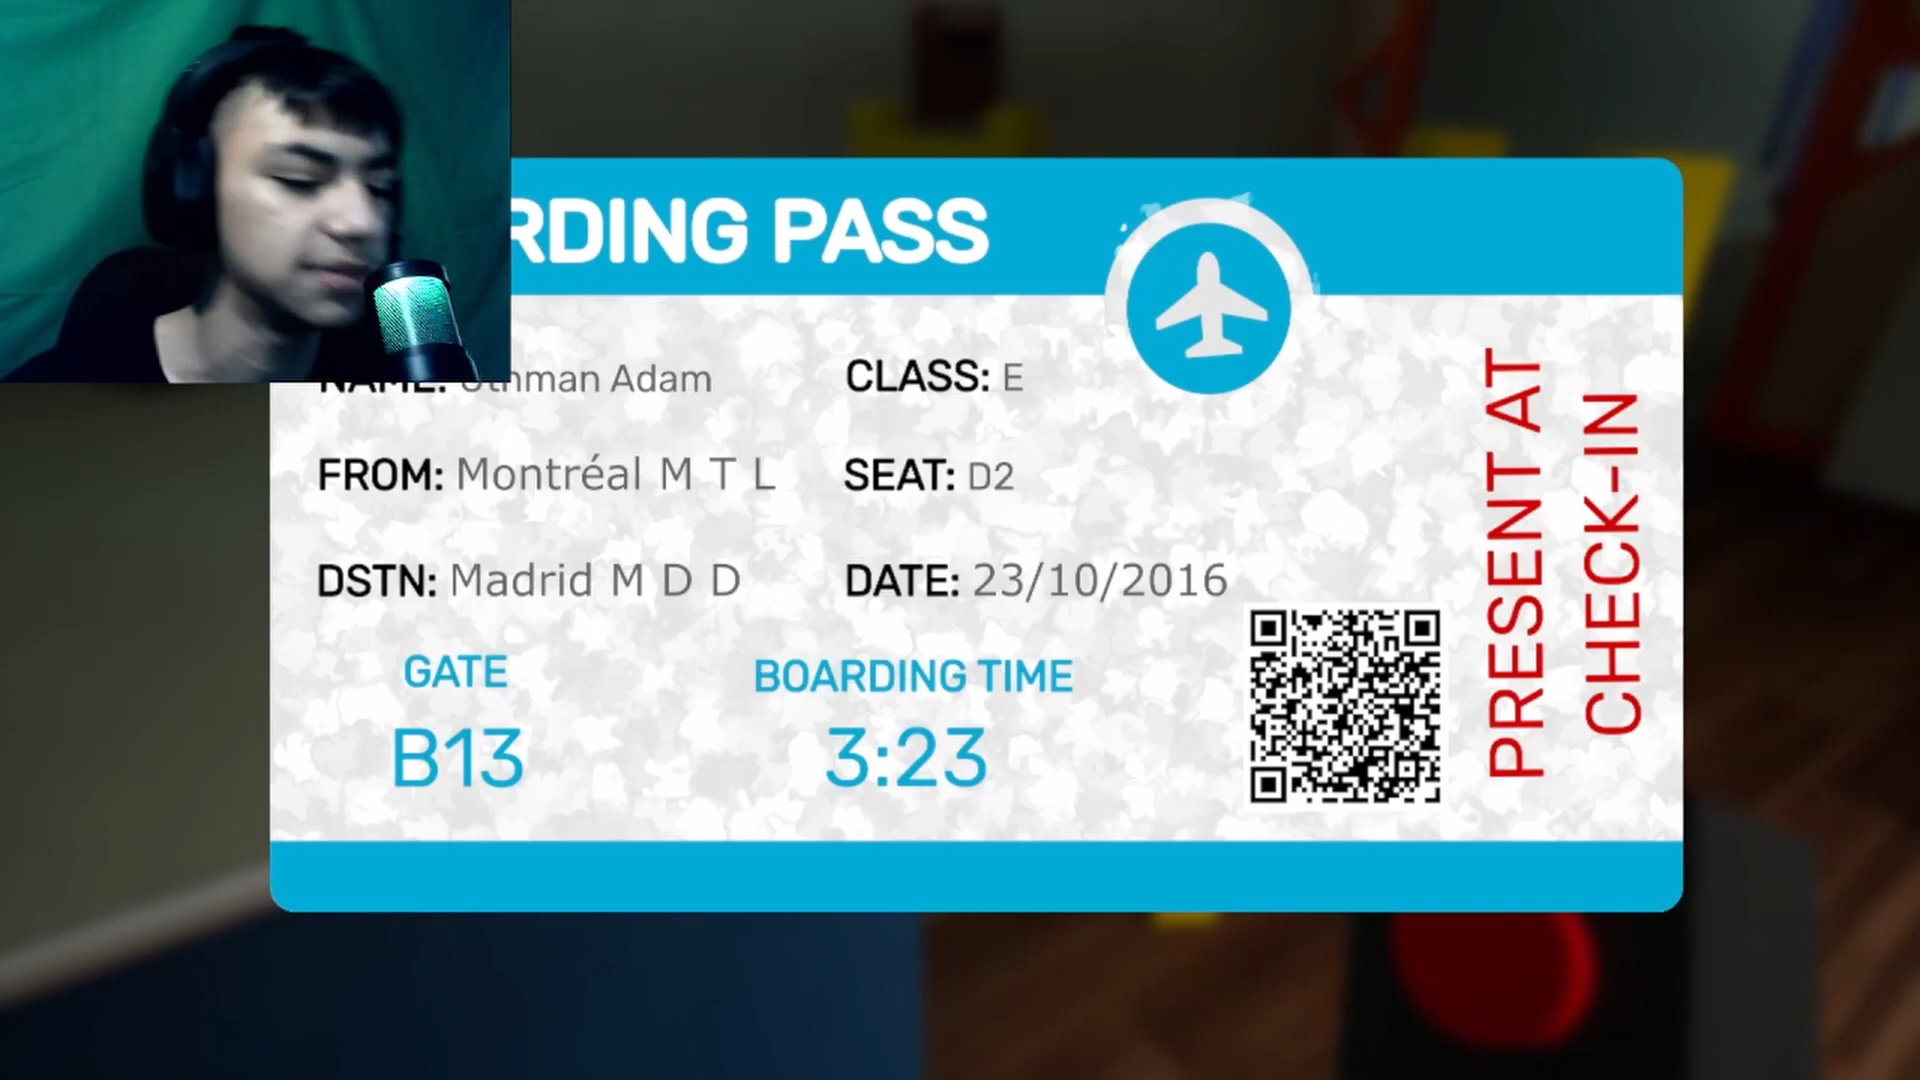 RDING PASS
NAME: Othman Adam
CLASS: E
FROM: Montréal M T L
SEAT: D2
DSTN: Madrid M D D
DATE: 23/10/2016
GATE
BOARDING TIME
B13
3:23
PRESENT AT
CHECK-IN